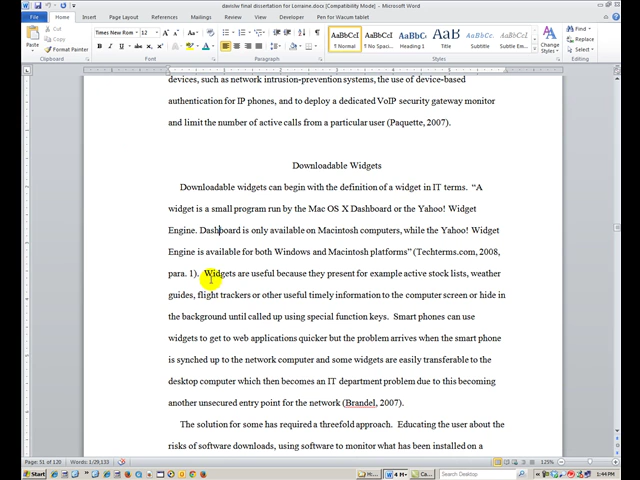 davislw final dissertation for Lorraine.docx [Compatibility Mode] - Microsoft Word
File Home Insert Page Layout References Mailings Review View Developer Pen for Wacom tablet
Cut
Copy
Format Painter
Paste
Clipboard Font Paragraph Styles Editing
AaBbCcI AaBbCcI AaBbC AaBbCc AaBbCc AaBbCcI
¶ Normal ¶ No Spaci... Heading 1 ¶ Title Subtitle Subtle Em...
Change Styles
Find
Replace
Select
devices, such as network intrusion-prevention systems, the use of device-based
authentication for IP phones, and to deploy a dedicated VoIP security gateway monitor
and limit the number of active calls from a particular user (Paquette, 2007).
Downloadable Widgets
Downloadable widgets can begin with the definition of a widget in IT terms.  “A
widget is a small program run by the Mac OS X Dashboard or the Yahoo! Widget
Engine. Dashboard is only available on Macintosh computers, while the Yahoo! Widget
Engine is available for both Windows and Macintosh platforms” (Techterms.com, 2008,
para. 1).  Widgets are useful because they present for example active stock lists, weather
guides, flight trackers or other useful timely information to the computer screen or hide in
the background until called up using special function keys.  Smart phones can use
widgets to get to web applications quicker but the problem arrives when the smart phone
is synched up to the network computer and some widgets are easily transferable to the
desktop computer which then becomes an IT department problem due to this becoming
another unsecured entry point for the network (Brandel, 2007).
The solution for some has required a threefold approach.  Educating the user about the
risks of software downloads, using software to monitor what has been installed on a
Page: 51 of 120 Words: 1/29,133 125%
Start Search Desktop 1:44 PM